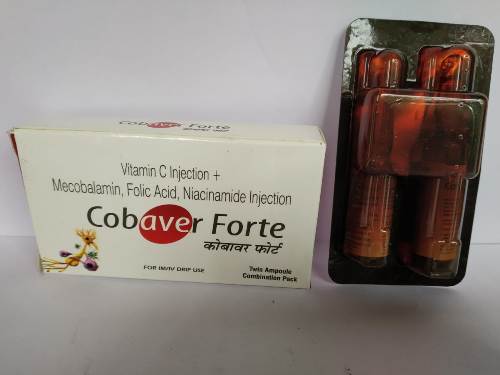 Cobaver Forte
Vitamin C Injection +
Mecobalamin, Folic Acid, Niacinamide Injection
Cobaver Forte
कोबावर फोर्ट
FOR IM/IV DRIP USE
Twin Ampoule
Combination Pack